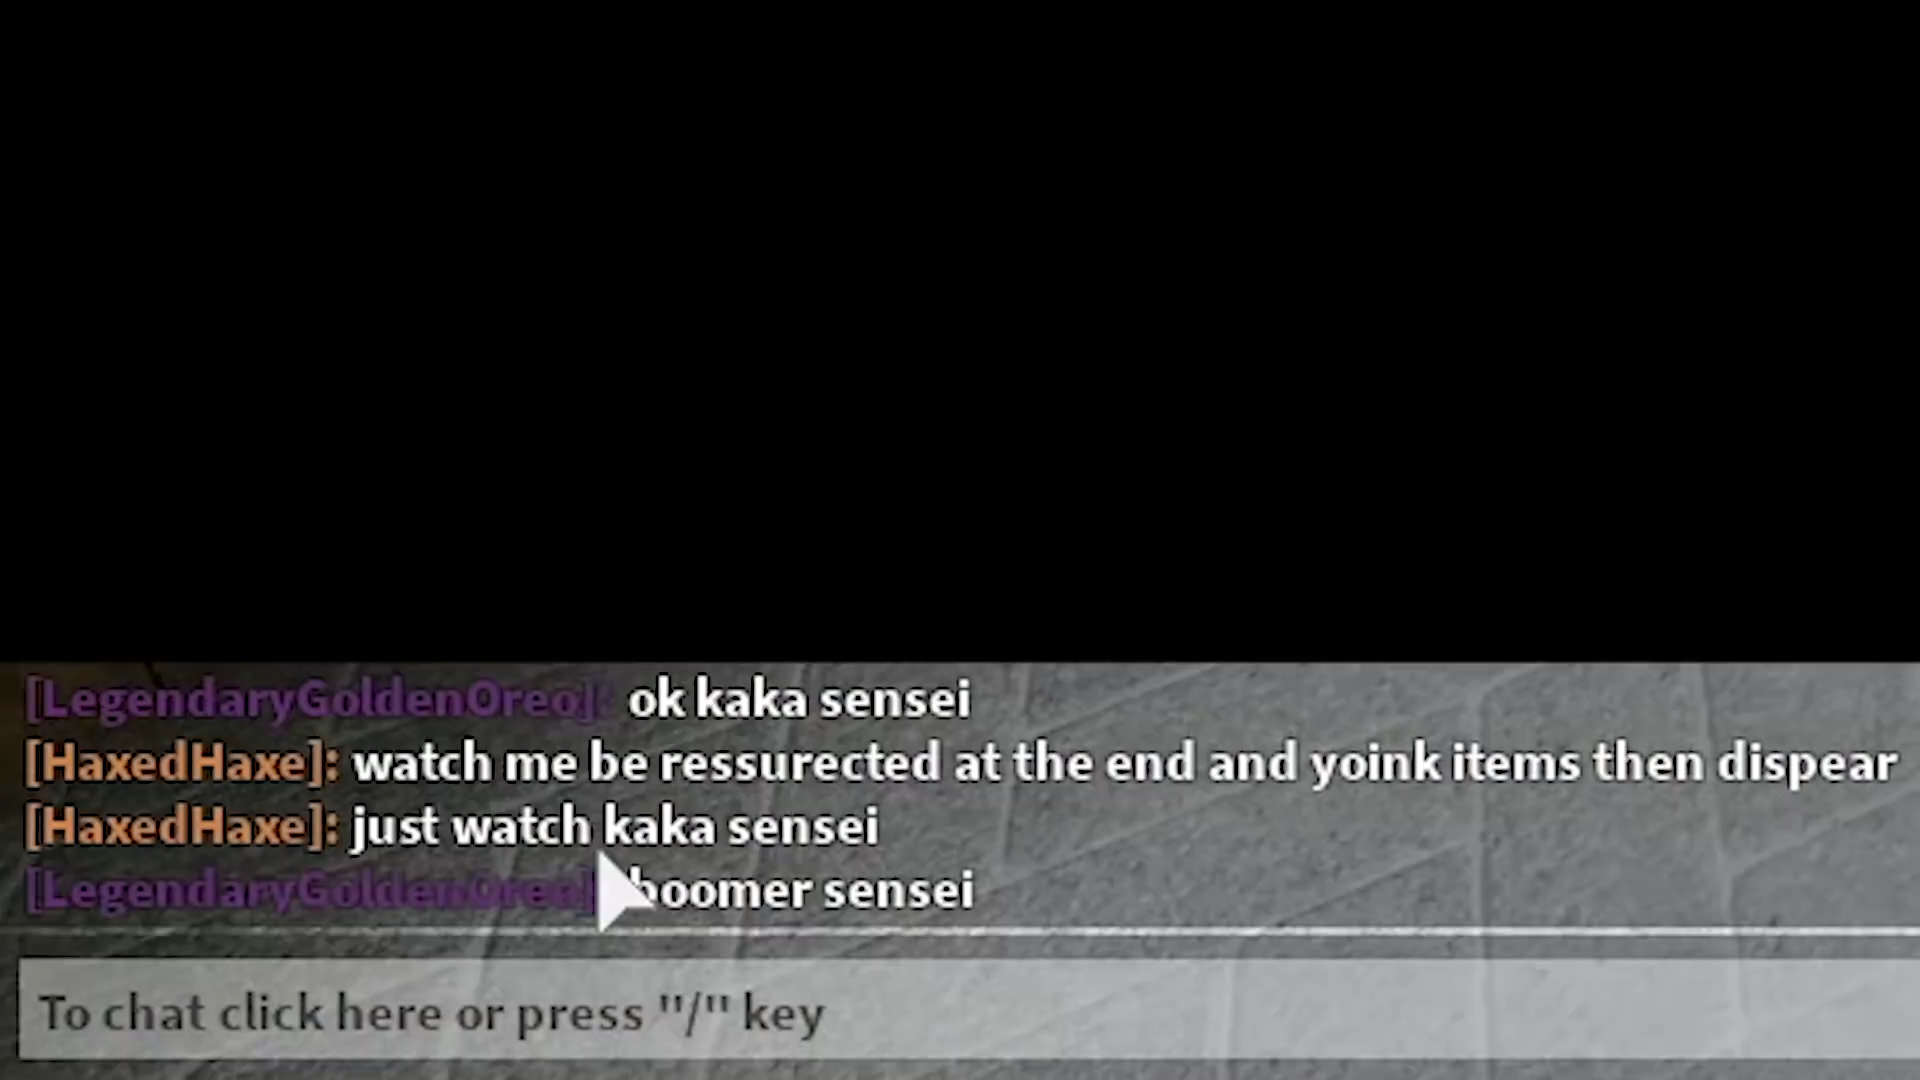 [LegendaryGoldenOreo]: ok kaka sensei
[HaxedHaxe]: watch me be ressurected at the end and yoink items then dispear
[HaxedHaxe]: just watch kaka sensei
[LegendaryGoldenOreo] boomer sensei
To chat click here or press "/" key